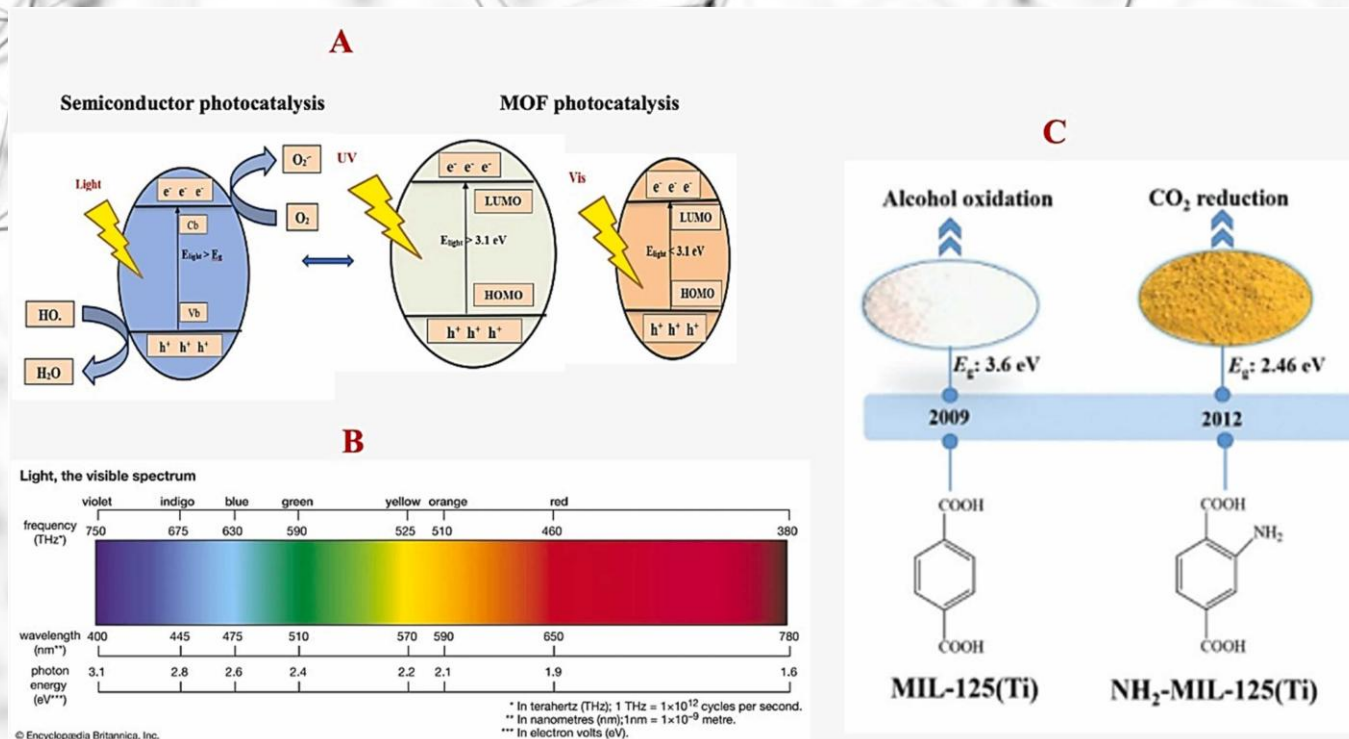 A
Semiconductor photocatalysis
MOF photocatalysis
Light
e⁻ e⁻ e⁻
Cb
E_light > E_g
Vb
h⁺ h⁺ h⁺
O₂⁻
O₂
HO.
H₂O
UV
e⁻ e⁻ e⁻
LUMO
E_light > 3.1 eV
HOMO
h⁺ h⁺ h⁺
Vis
e⁻ e⁻ e⁻
LUMO
E_light < 3.1 eV
HOMO
h⁺ h⁺ h⁺
B
Light, the visible spectrum
violet indigo blue green yellow orange red
frequency 750 675 630 590 525 510 460 380
(THz*)
wavelength 400 445 475 510 570 590 650 780
(nm**)
photon 3.1 2.8 2.6 2.4 2.2 2.1 1.9 1.6
energy
(eV***)
* In terahertz (THz); 1 THz = 1×10¹² cycles per second.
** In nanometres (nm);1nm = 1×10⁻⁹ metre.
*** In electron volts (eV).
© Encyclopædia Britannica, Inc.
C
Alcohol oxidation
CO₂ reduction
E_g: 3.6 eV
E_g: 2.46 eV
2009
2012
COOH
COOH
COOH
NH₂
COOH
MIL-125(Ti)
NH₂-MIL-125(Ti)